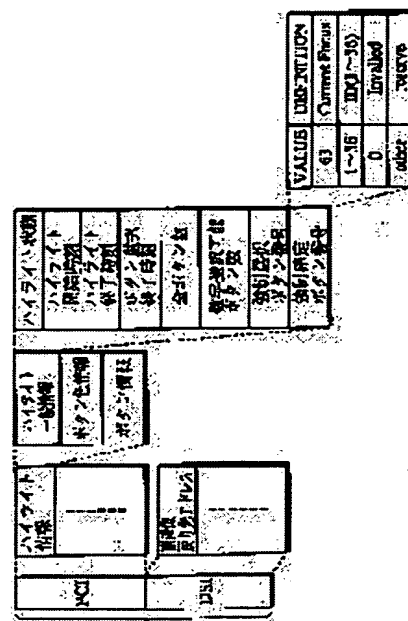 PCI
DSI
ハイライト
情報
ハイライト
一般情報
ボタン色情報
ボタン情報
ハイライト状態
ハイライト
開始時刻
ハイライト
終了時刻
ボタン選択
終了時刻
全ボタン数
数字選択可能
ボタン数
強制選択
ボタン番号
強制決定
ボタン番号
VALUE DEFINITION
63 Current Focus
0 Invalied
other reserve